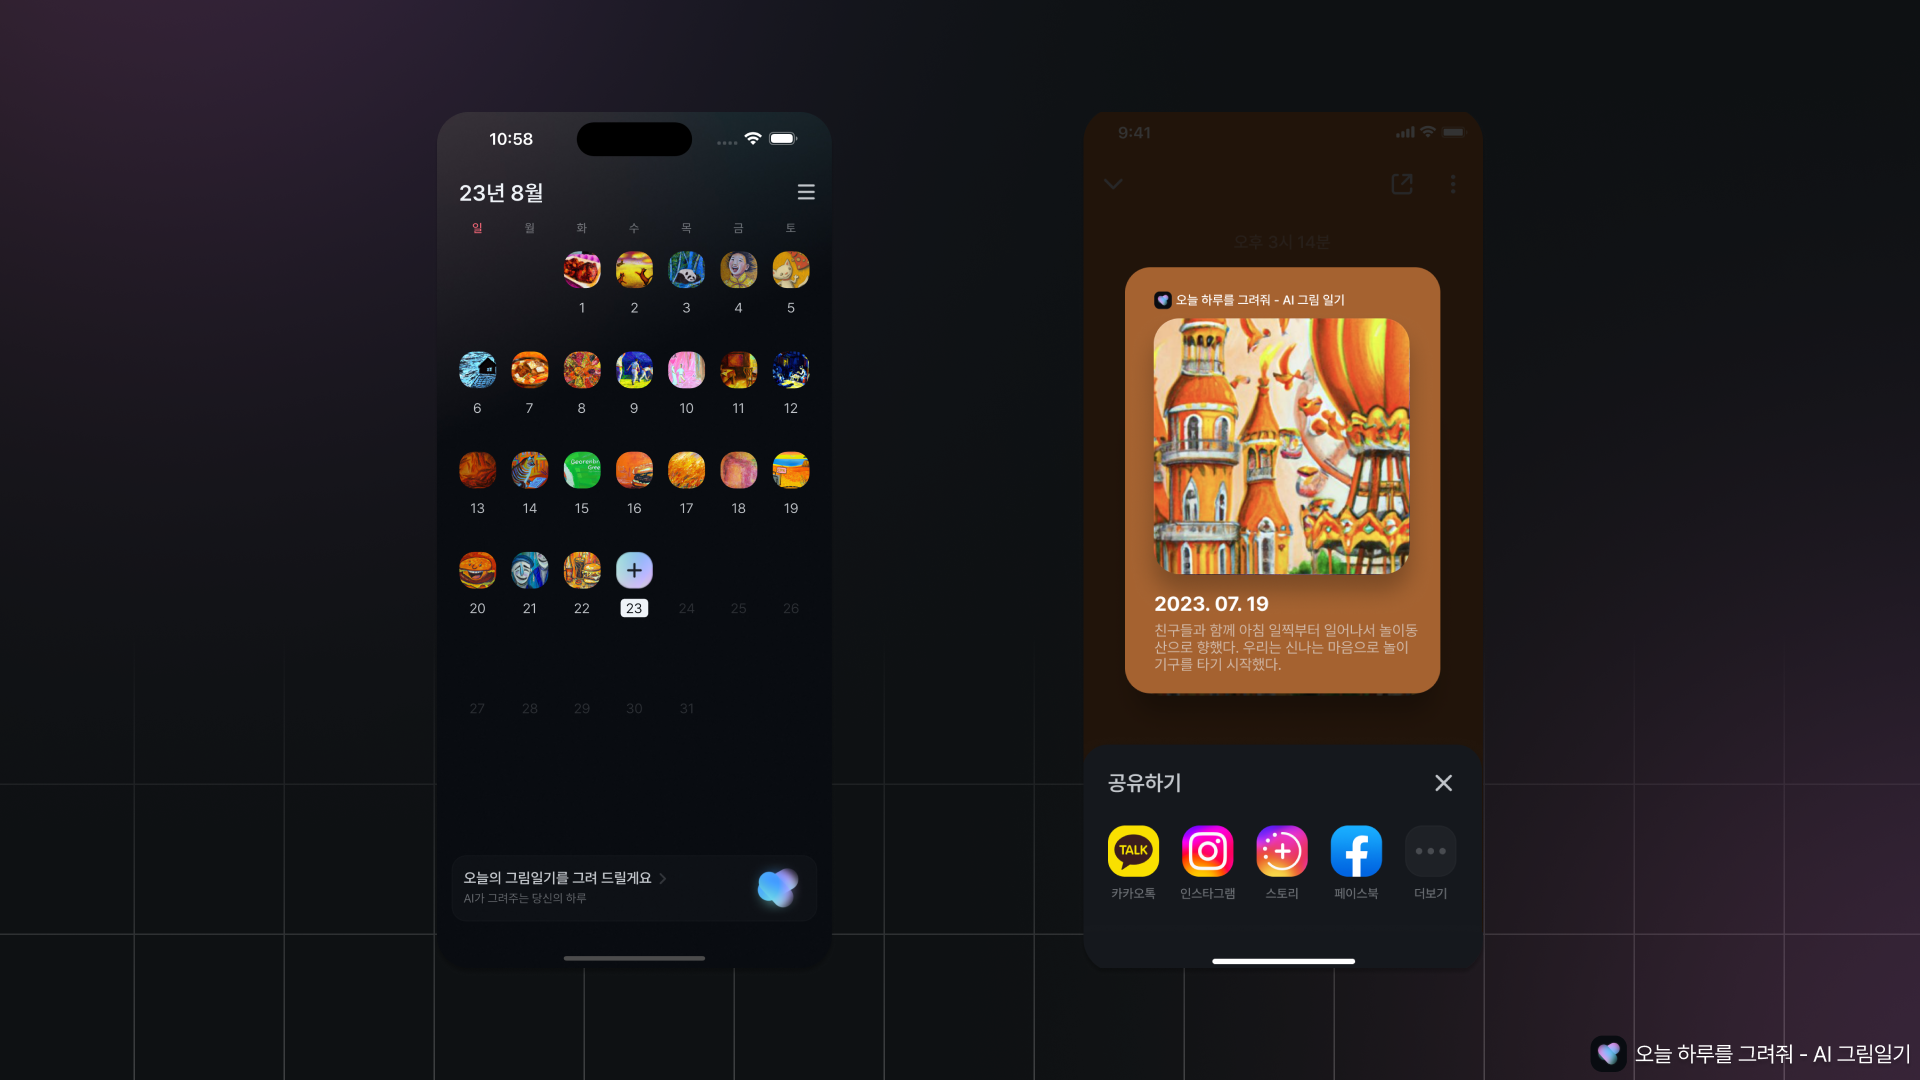 10:58
23년 8월
일 월 화 수 목 금 토
1 2 3 4 5
6 7 8 9 10 11 12
13 14 15 16 17 18 19
20 21 22 23 24 25 26
27 28 29 30 31
오늘의 그림일기를 그려 드릴게요
AI가 그려주는 당신의 하루
9:41
오후 3시 14분
오늘 하루를 그려줘 - AI 그림 일기
2023. 07. 19
친구들과 함께 아침 일찍부터 일어나서 놀이동
산으로 향했다. 우리는 신나는 마음으로 놀이
기구를 타기 시작했다.
공유하기
TALK
카카오톡 인스타그램 스토리 페이스북 더보기
오늘 하루를 그려줘 - AI 그림일기